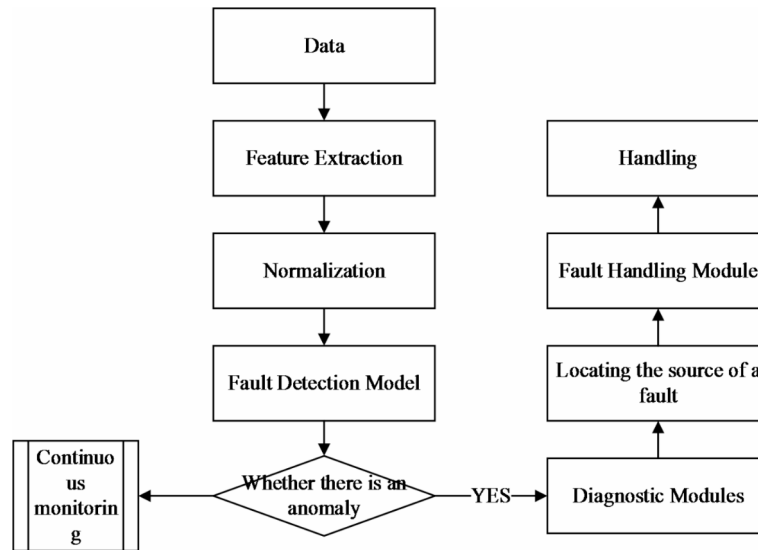 Data
Feature Extraction
Handling
Normalization
Fault Handling Module
Fault Detection Model
Locating the source of a
fault
Continuo
us
monitorin
g
Whether there is an
anomaly
YES
Diagnostic Modules